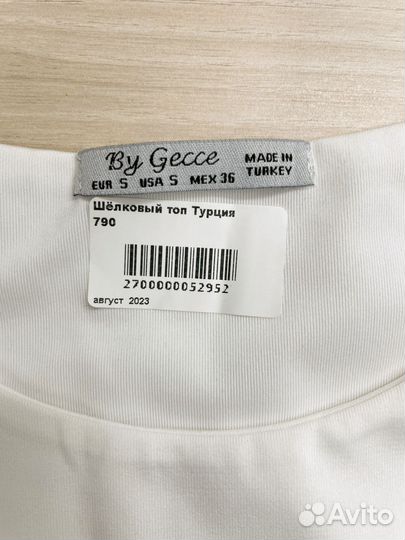 By Gecce
MADE IN
TURKEY
EUR S USA S MEX 36
Шёлковый топ Турция
790
2700000052952
август 2023
Avito